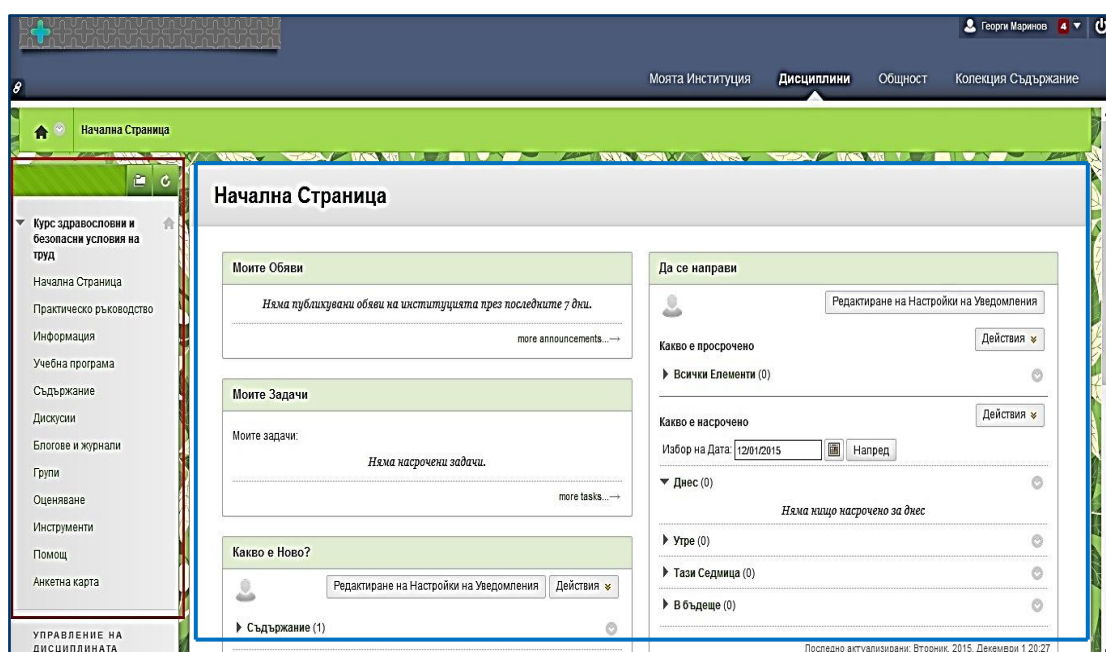 Георги Маринов 4
Моята Институция Дисциплини Общност Колекция Съдържание
Начална Страница
Курс здравословни и
безопасни условия на
труд
Начална Страница
Практическо ръководство
Информация
Учебна програма
Съдържание
Дискусии
Блогове и журнали
Групи
Оценяване
Инструменти
Помощ
Анкетна карта
УПРАВЛЕНИЕ НА
ДИСЦИПЛИНАТА
Начална Страница
Моите Обяви
Няма публикувани обяви на институцията през последните 7 дни.
more announcements...→
Моите Задачи
Моите задачи:
Няма насрочени задачи.
more tasks...→
Какво е Ново?
Редактиране на Настройки на Уведомления Действия
Съдържание (1)
Да се направи
Редактиране на Настройки на Уведомления
Действия
Какво е просрочено
Всички Елементи (0)
Действия
Какво е насрочено
Избор на Дата: 12/01/2015 Напред
Днес (0)
Няма нищо насрочено за днес
Утре (0)
Тази Седмица (0)
В бъдеще (0)
Последно актуализирани: Вторник, 2015, Декември 1 20:27